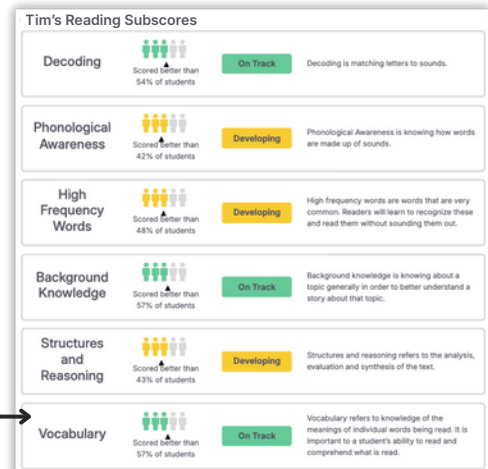 Tim's Reading Subscores
Decoding
Scored better than
54% of students
On Track
Decoding is matching letters to sounds.
Phonological
Awareness
Scored better than
42% of students
Developing
Phonological Awareness is knowing how words
are made up of sounds.
High
Frequency
Words
Scored better than
48% of students
Developing
High frequency words are words that are very
common. Readers will learn to recognize these
and read them without sounding them out.
Background
Knowledge
Scored better than
57% of students
On Track
Background knowledge is knowing about a
topic generally in order to better understand a
story about that topic.
Structures
and
Reasoning
Scored better than
43% of students
Developing
Structures and reasoning refers to the analysis,
evaluation and synthesis of the text.
Vocabulary
Scored better than
57% of students
On Track
Vocabulary refers to knowledge of the
meanings of individual words being read. It is
important to a student's ability to read and
comprehend what is read.